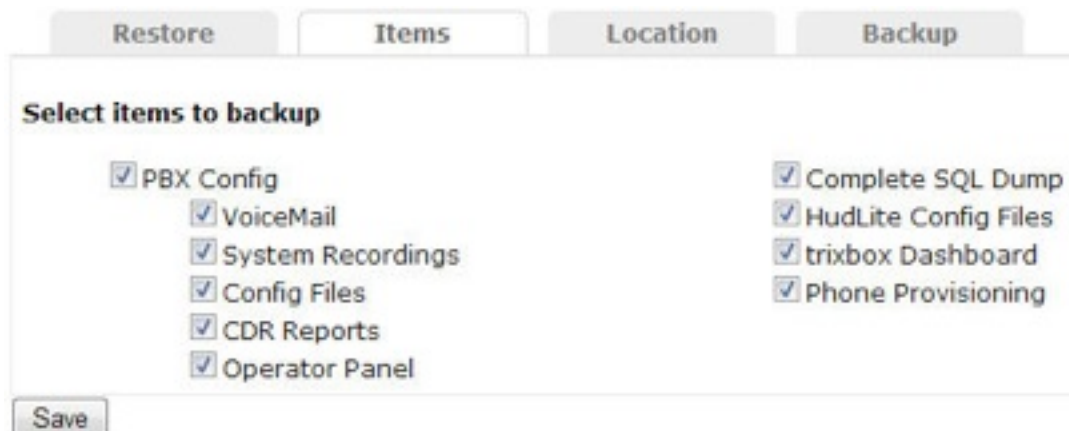 Restore Items Location Backup
Select items to backup
PBX Config
VoiceMail
System Recordings
Config Files
CDR Reports
Operator Panel
Complete SQL Dump
HudLite Config Files
trixbox Dashboard
Phone Provisioning
Save